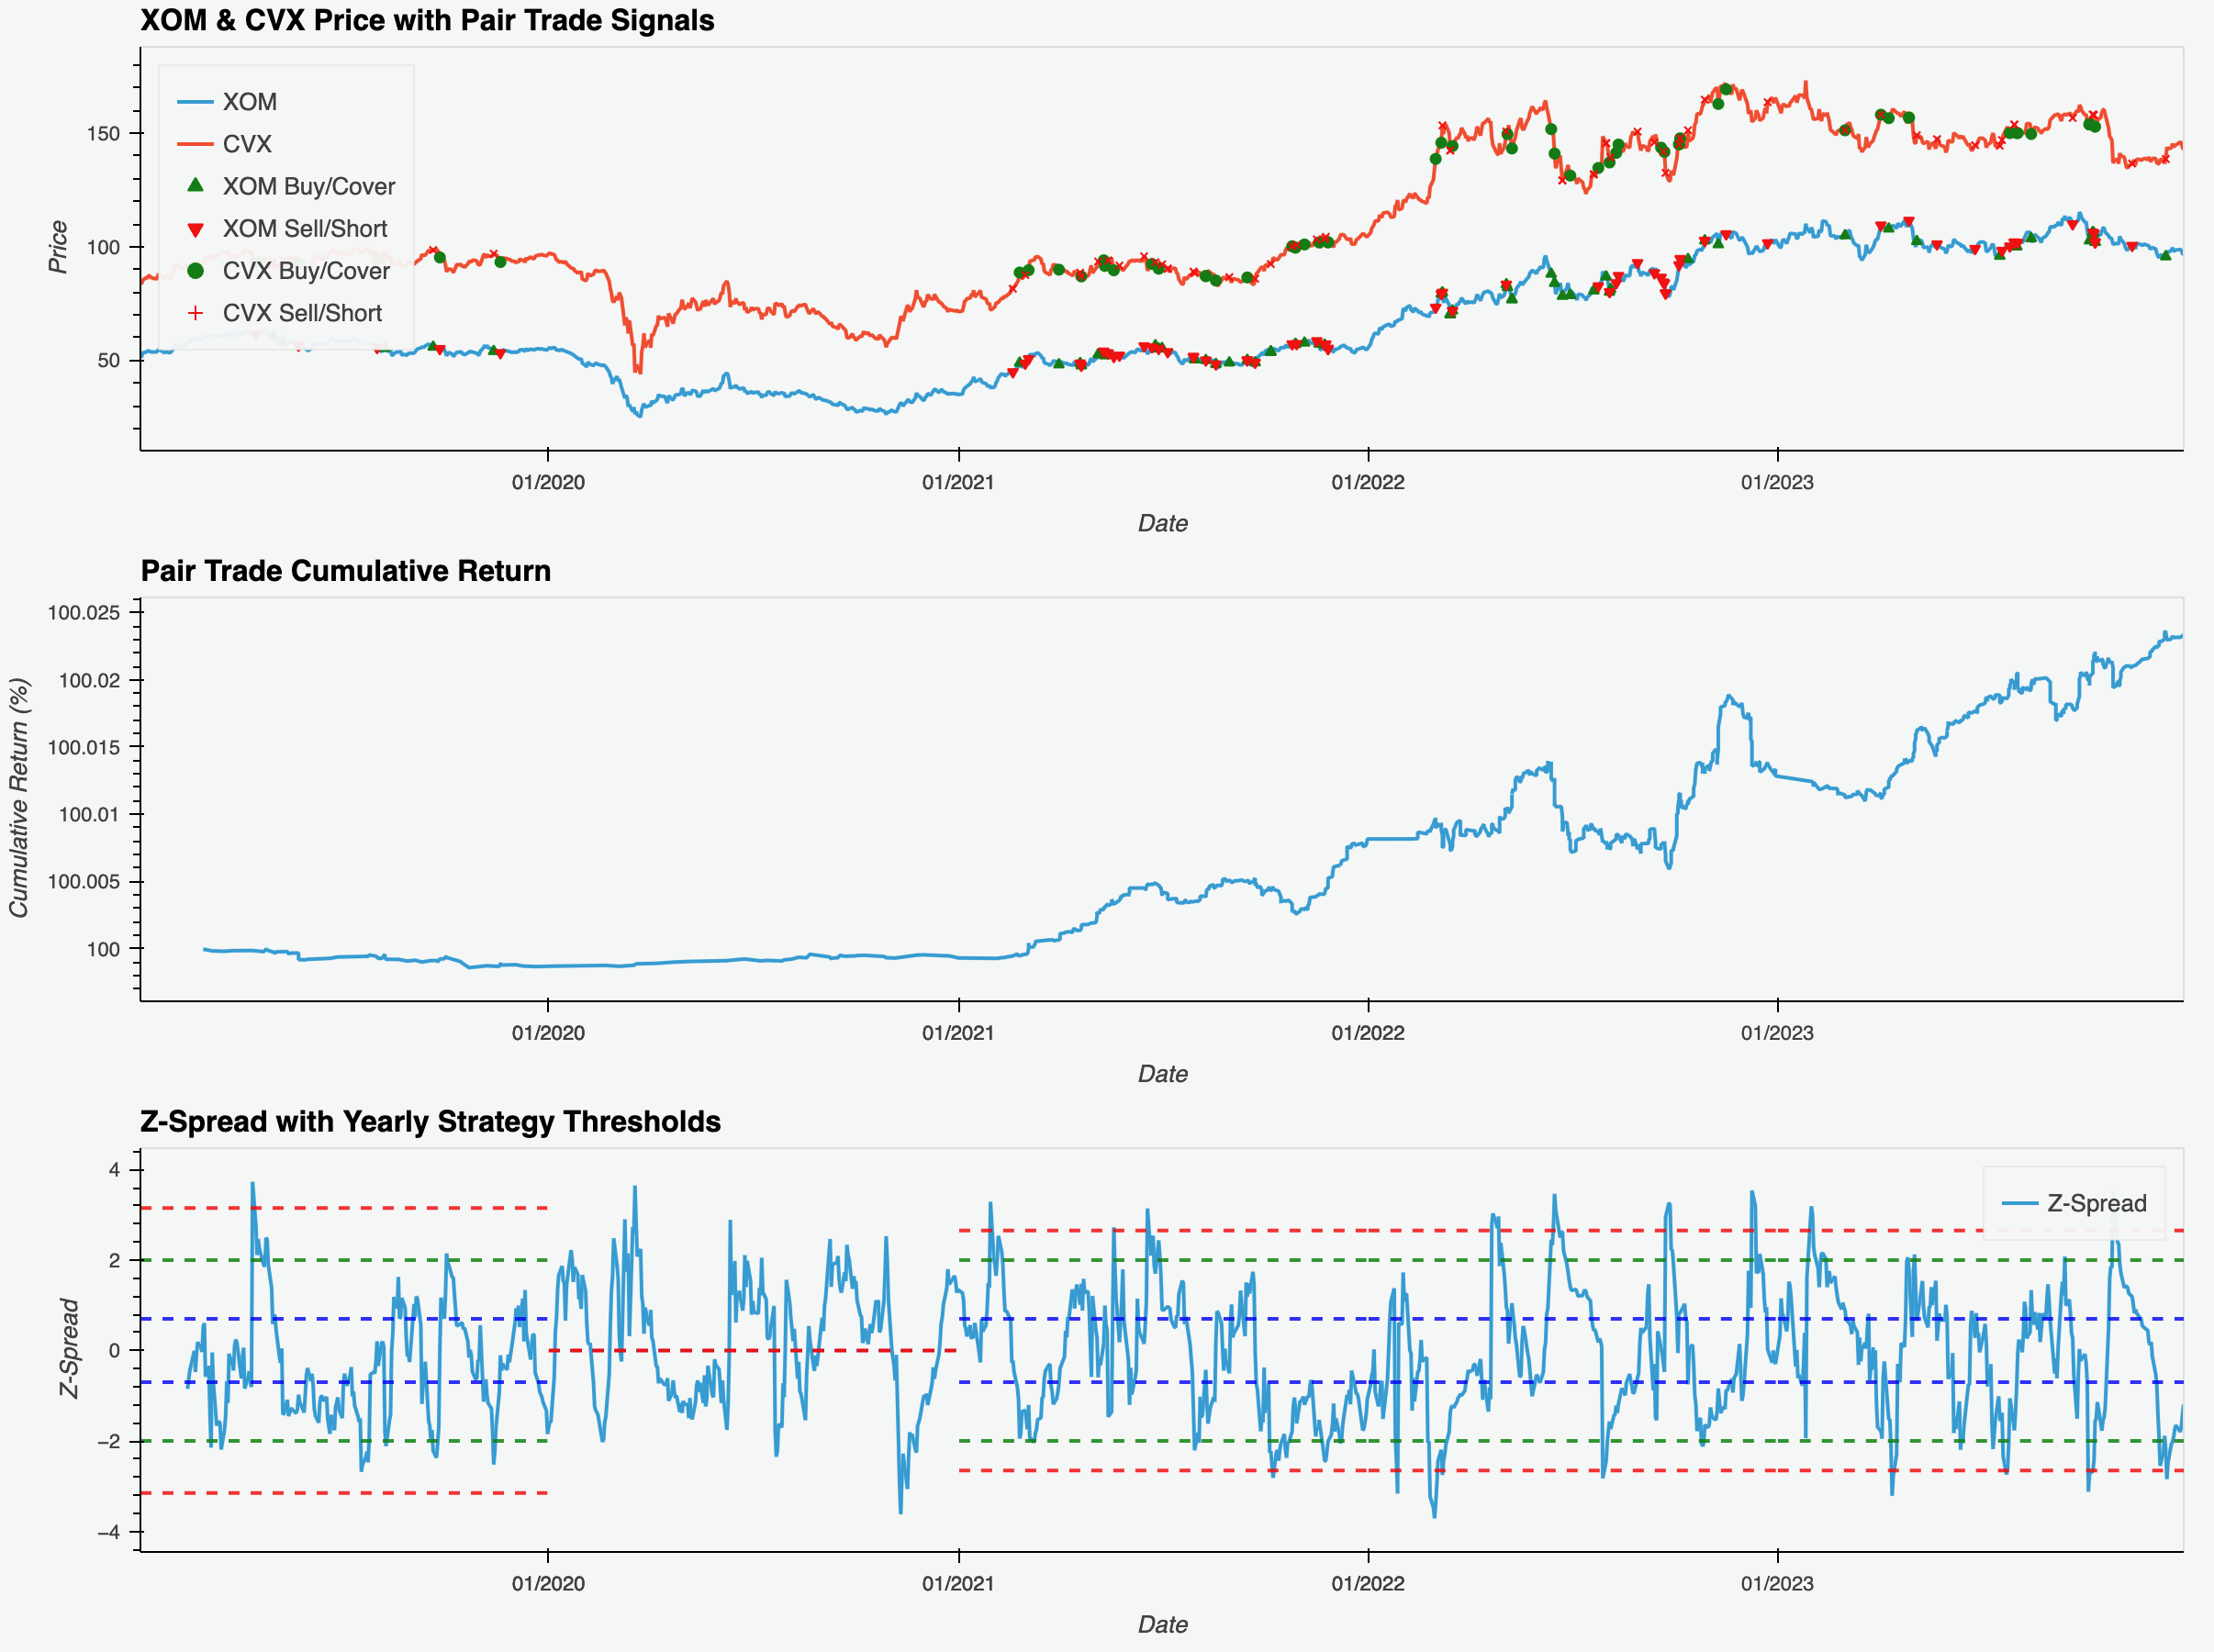 XOM & CVX Price with Pair Trade Signals
XOM
CVX
XOM Buy/Cover
XOM Sell/Short
CVX Buy/Cover
CVX Sell/Short
Price
150
100
50
01/2020
01/2021
01/2022
01/2023
Date
Pair Trade Cumulative Return
Cumulative Return (%)
100.025
100.02
100.015
100.01
100.005
100
01/2020
01/2021
01/2022
01/2023
Date
Z-Spread with Yearly Strategy Thresholds
Z-Spread
Z-Spread
4
2
0
−2
−4
01/2020
01/2021
01/2022
01/2023
Date